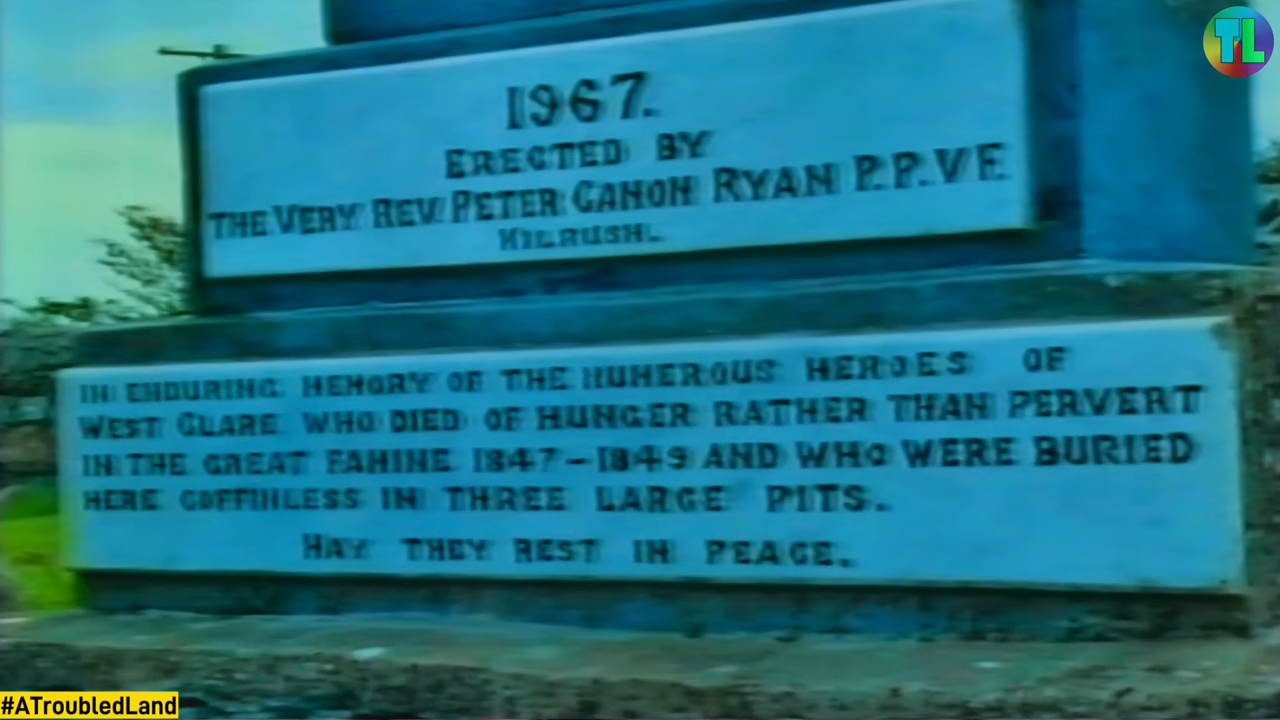 TL
1967.
ERECTED BY
THE VERY REV. PETER CANON RYAN P.P. V F.
KILRUSH.
IN ENDURING MEMORY OF THE NUMEROUS HEROES OF
WEST CLARE WHO DIED OF HUNGER RATHER THAN PERVERT
IN THE GREAT FAMINE 1847-1849 AND WHO WERE BURIED
HERE COFFINLESS IN THREE LARGE PITS.
MAY THEY REST IN PEACE.
#ATroubledLand